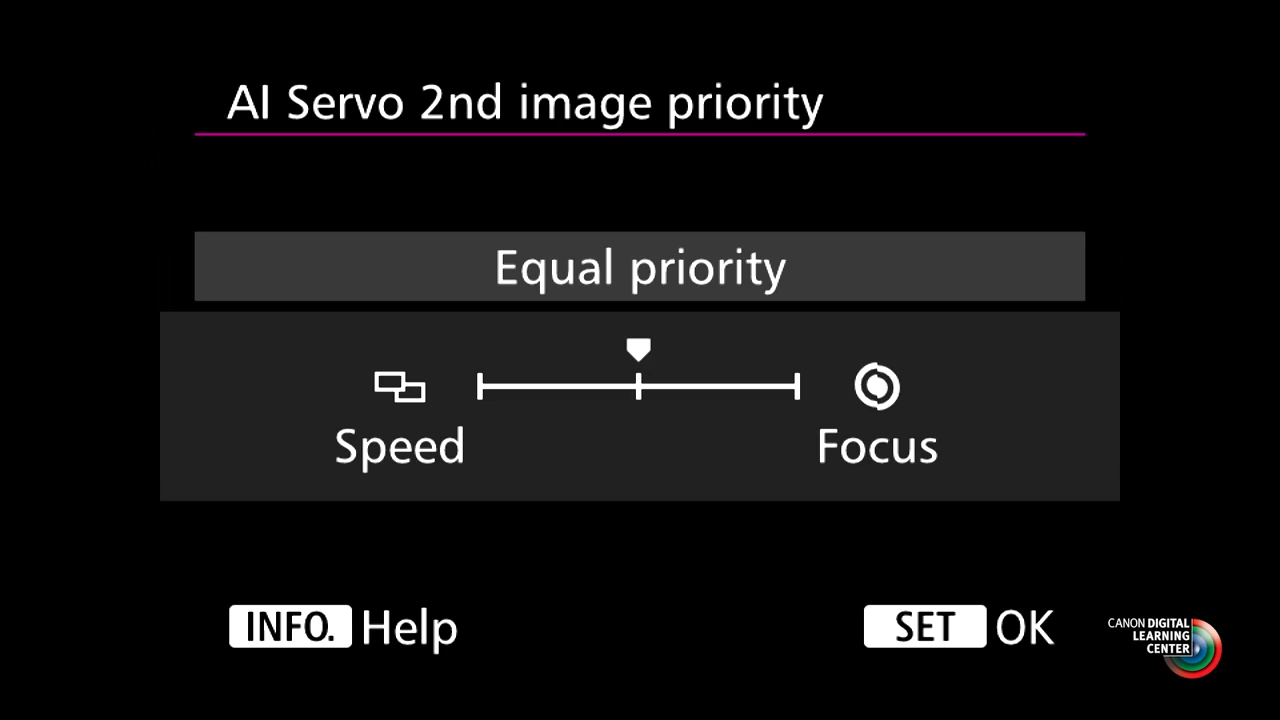 AI Servo 2nd image priority
Equal priority
Speed
Focus
INFO. Help
SET OK
CANON DIGITAL
LEARNING
CENTER